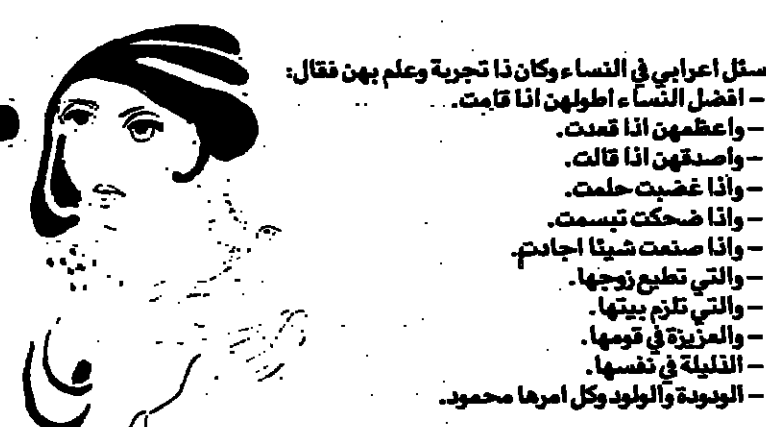 سئل اعرابي في النساء وكان ذا تجربة وعلم بهن فقال:
– افضل النساء اطولهن اذا قامت.
– واعظمهن اذا قعدت.
– واصدقهن اذا قالت.
– واذا غضبت حلمت.
– واذا ضحكت تبسمت.
– واذا صنعت شيئا اجادت.
– والتي تطيع زوجها.
– والتي تلزم بيتها.
– والعزيزة في قومها.
– الذليلة في نفسها.
– الودودة والولود وكل امرها محمود.